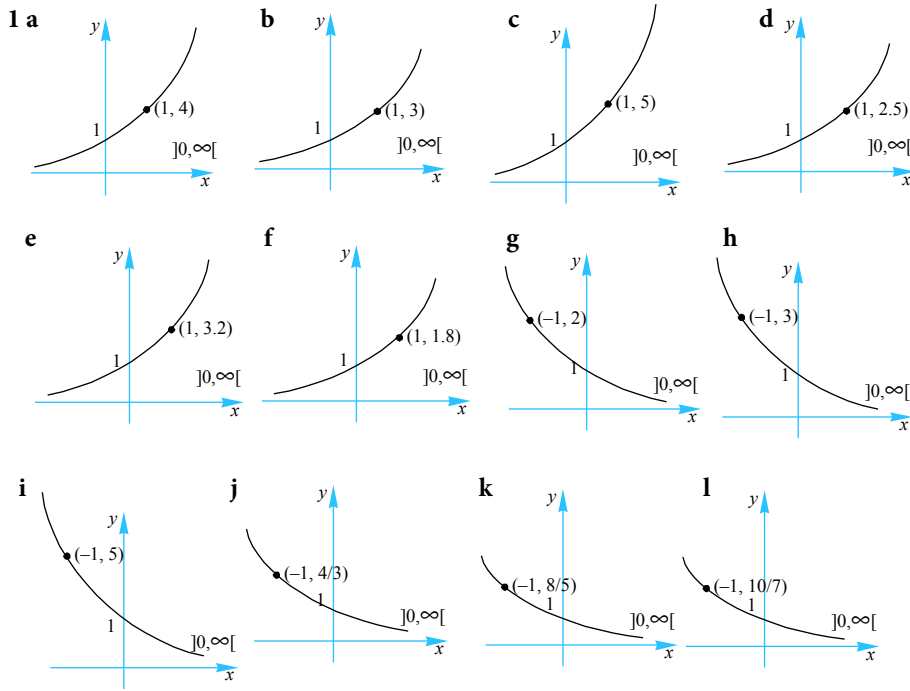 1 a
y
(1, 4)
1
]0,∞[
x
b
y
(1, 3)
1
]0,∞[
x
c
y
(1, 5)
1
]0,∞[
x
d
y
(1, 2.5)
1
]0,∞[
x
e
y
(1, 3.2)
1
]0,∞[
x
f
y
(1, 1.8)
1
]0,∞[
x
g
y
(–1, 2)
1
]0,∞[
x
h
y
(–1, 3)
1
]0,∞[
x
i
y
(–1, 5)
1
]0,∞[
x
j
y
(–1, 4/3)
1
]0,∞[
x
k
y
(–1, 8/5)
1
]0,∞[
x
l
y
(–1, 10/7)
1
]0,∞[
x